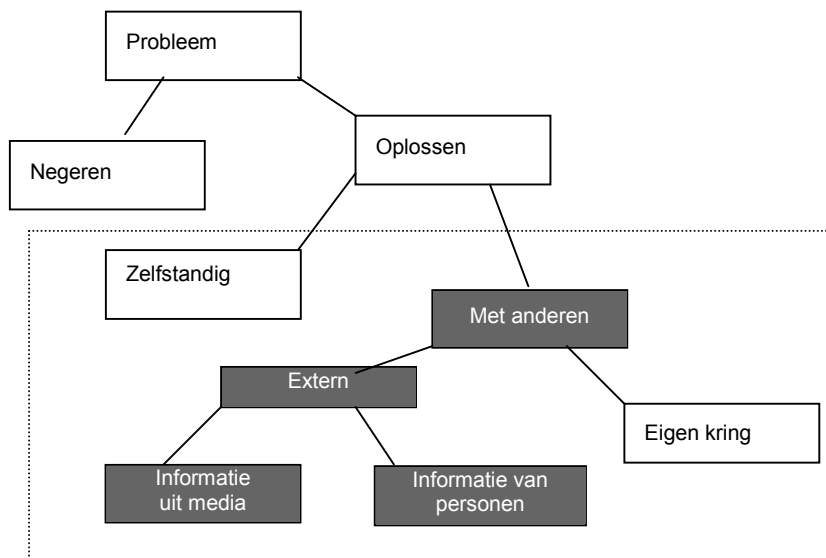 Probleem
Oplossen
Negeren
Zelfstandig
Met anderen
Extern
Eigen kring
Informatie
uit media
Informatie van
personen